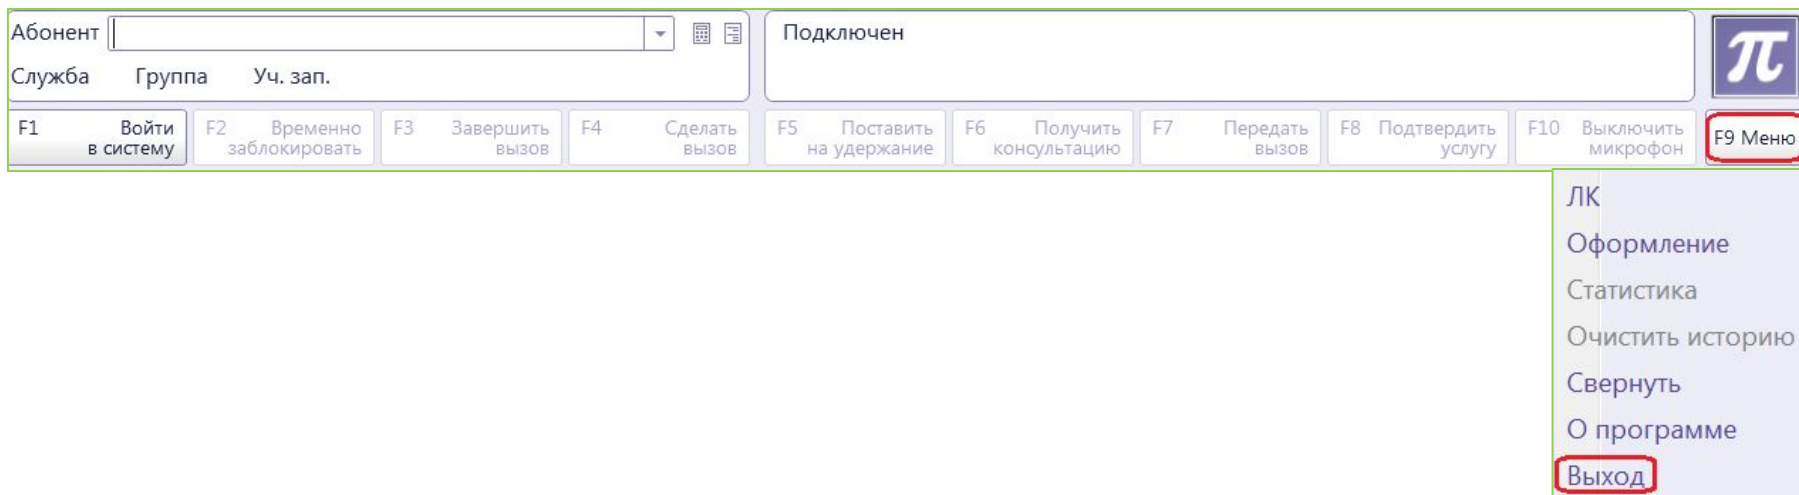 Абонент
Подключен
π
Служба Группа Уч. зап.
F1 Войти в систему
F2 Временно заблокировать
F3 Завершить вызов
F4 Сделать вызов
F5 Поставить на удержание
F6 Получить консультацию
F7 Передать вызов
F8 Подтвердить услугу
F10 Выключить микрофон
F9 Меню
ЛК
Оформление
Статистика
Очистить историю
Свернуть
О программе
Выход